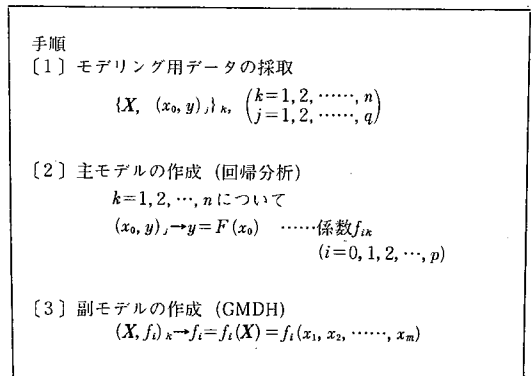 手順
〔1〕モデリング用データの採取
{X, (x₀, y)ⱼ}ₖ, (k=1, 2, ……, n
j=1, 2, ……, q)
〔2〕主モデルの作成 (回帰分析)
k=1, 2, …, n について
(x₀, y)ⱼ→y=F(x₀) ……係数fᵢₖ
(i=0, 1, 2, …, p)
〔3〕副モデルの作成 (GMDH)
(X, fᵢ)ₖ→fᵢ=fᵢ(X)=fᵢ(x₁, x₂, ……, xₘ)